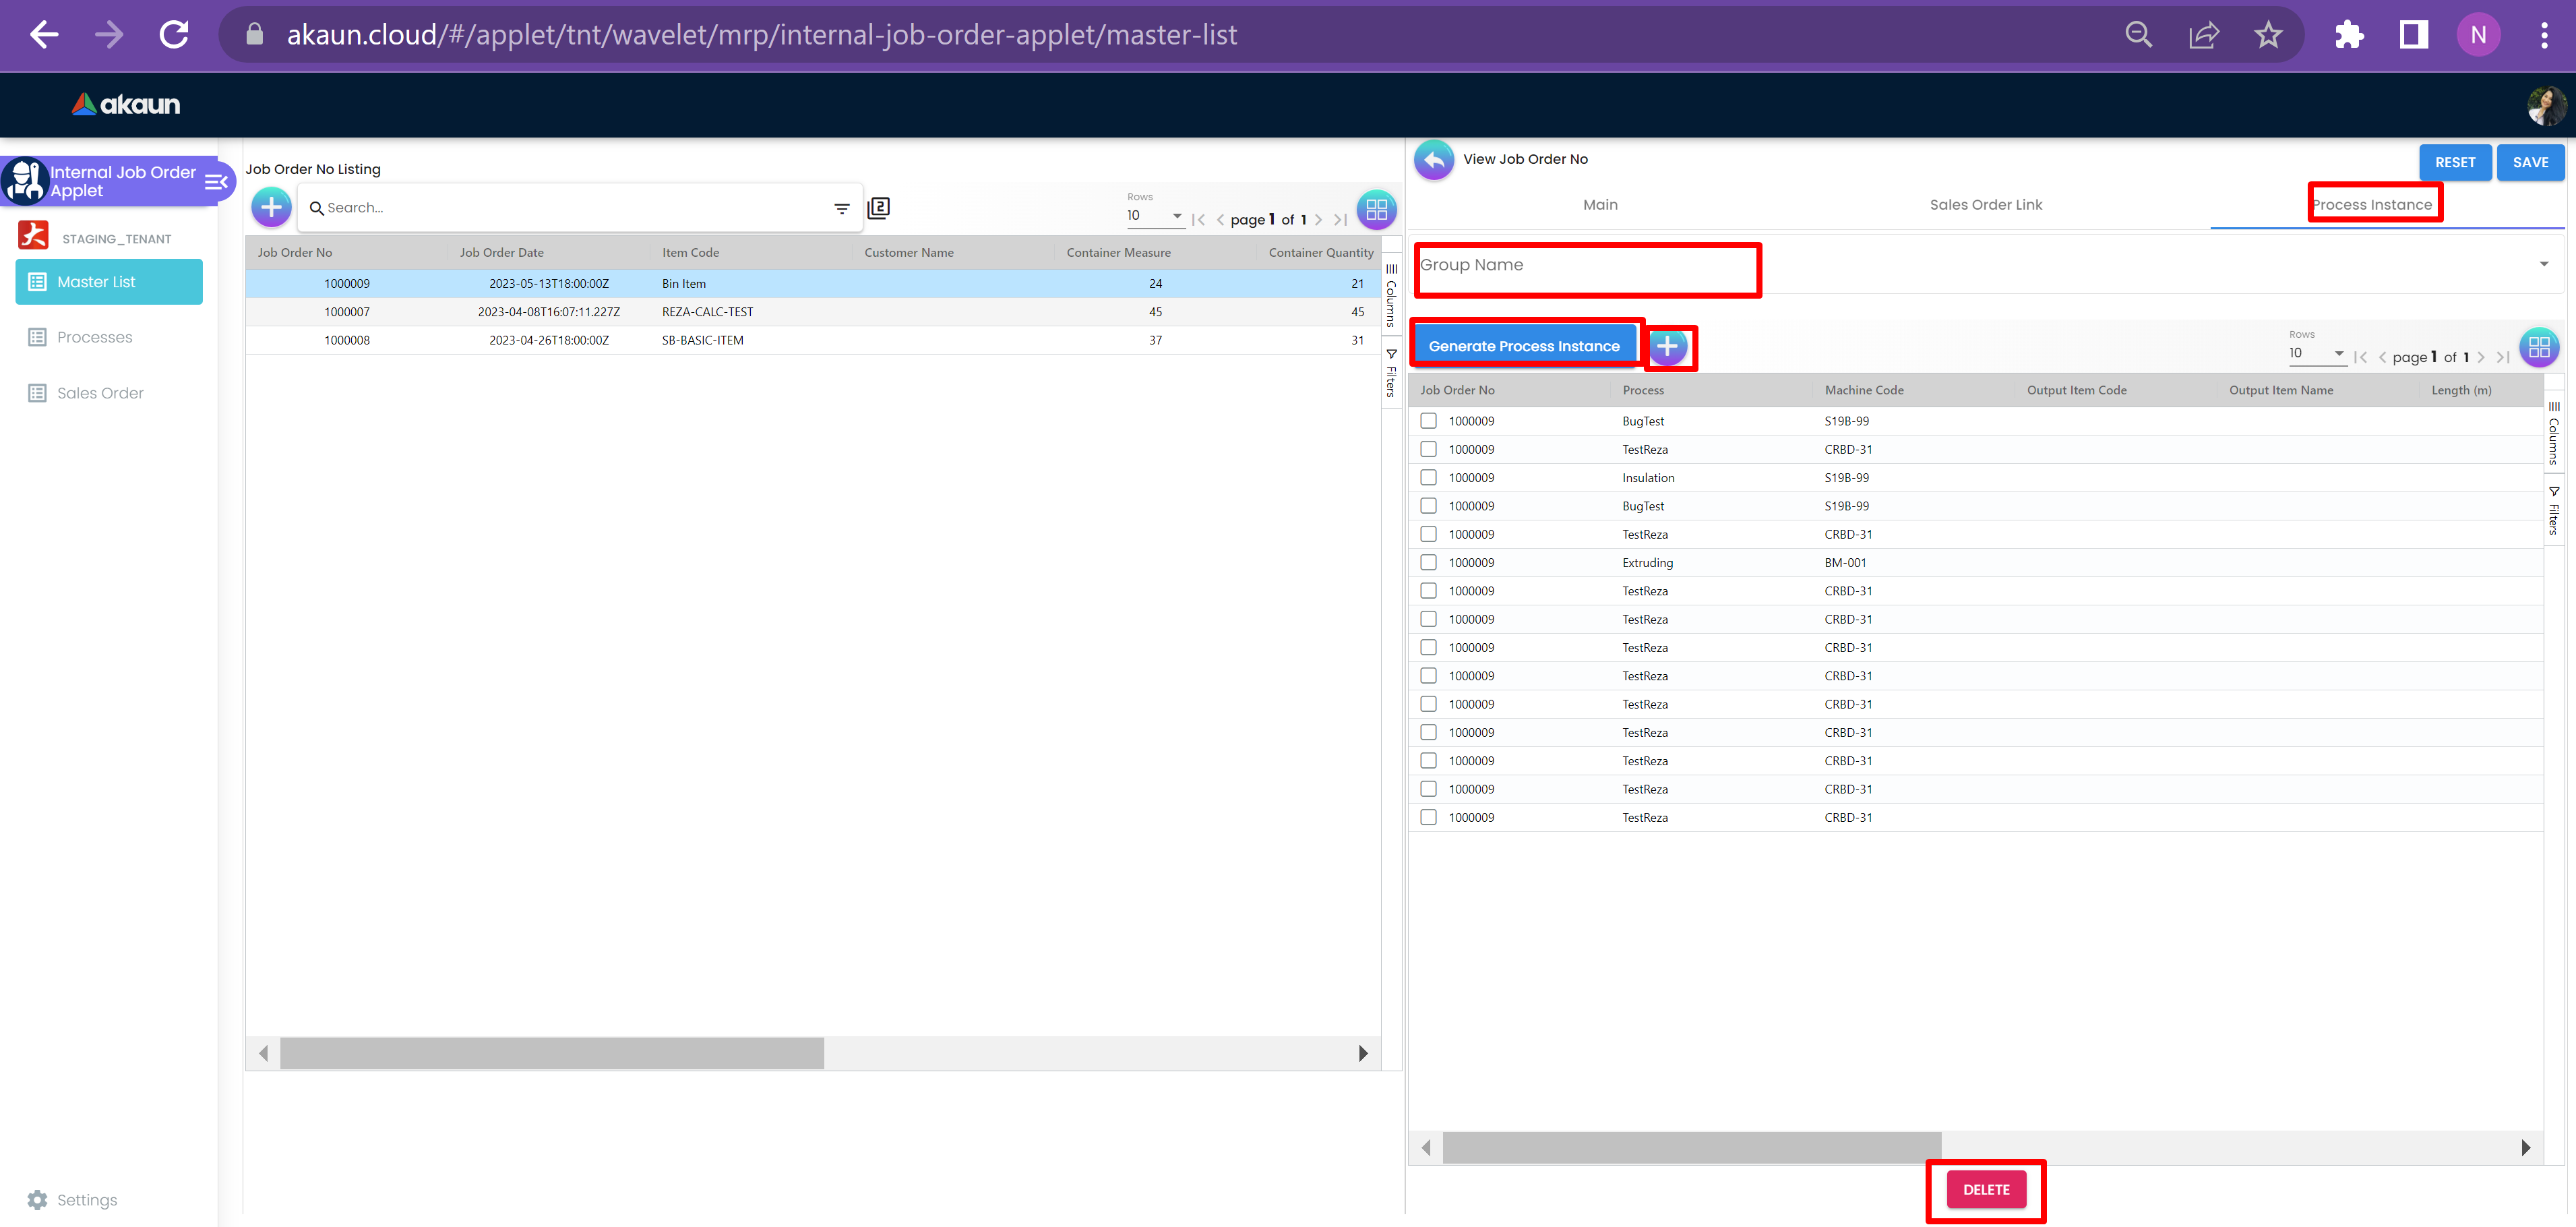 akaun.cloud/#/applet/tnt/wavelet/mrp/internal-job-order-applet/master-list
N
akaun
Internal Job Order Applet
STAGING_TENANT
Master List
Processes
Sales Order
Settings
Job Order No Listing
Search...
2
Rows
10
page 1 of 1
Job Order No Job Order Date Item Code Customer Name Container Measure Container Quantity
1000009 2023-05-13T18:00:00Z Bin Item 24 21
1000007 2023-04-08T16:07:11.227Z REZA-CALC-TEST 45 45
1000008 2023-04-26T18:00:00Z SB-BASIC-ITEM 37 31
Columns
Filters
View Job Order No
RESET
SAVE
Main
Sales Order Link
Process Instance
Group Name
Generate Process Instance
Rows
10
page 1 of 1
Job Order No Process Machine Code Output Item Code Output Item Name Length (m)
1000009 BugTest S19B-99
1000009 TestReza CRBD-31
1000009 Insulation S19B-99
1000009 BugTest S19B-99
1000009 TestReza CRBD-31
1000009 Extruding BM-001
1000009 TestReza CRBD-31
1000009 TestReza CRBD-31
1000009 TestReza CRBD-31
1000009 TestReza CRBD-31
1000009 TestReza CRBD-31
1000009 TestReza CRBD-31
1000009 TestReza CRBD-31
1000009 TestReza CRBD-31
1000009 TestReza CRBD-31
Columns
Filters
DELETE